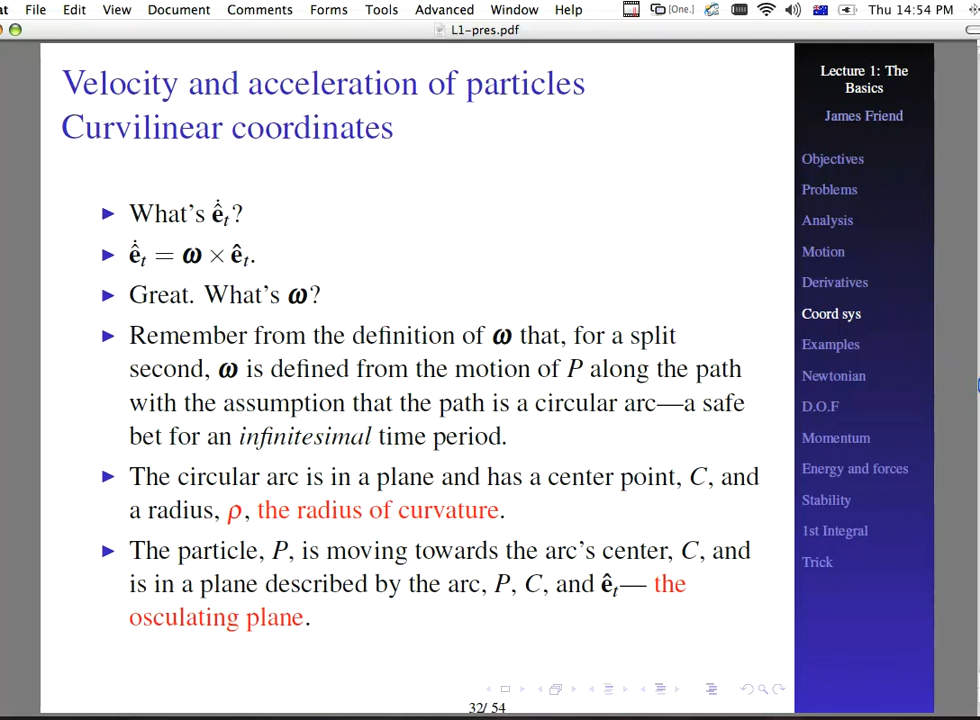 at File Edit View Document Comments Forms Tools Advanced Window Help [One.] Thu 14:54 PM
L1-pres.pdf
Velocity and acceleration of particles
Curvilinear coordinates
▶ What's ê̇ₜ?
▶ ê̇ₜ = ω × êₜ.
▶ Great. What's ω?
▶ Remember from the definition of ω that, for a split
second, ω is defined from the motion of P along the path
with the assumption that the path is a circular arc—a safe
bet for an infinitesimal time period.
▶ The circular arc is in a plane and has a center point, C, and
a radius, ρ, the radius of curvature.
▶ The particle, P, is moving towards the arc's center, C, and
is in a plane described by the arc, P, C, and êₜ— the
osculating plane.
32/ 54
Lecture 1: The
Basics
James Friend
Objectives
Problems
Analysis
Motion
Derivatives
Coord sys
Examples
Newtonian
D.O.F
Momentum
Energy and forces
Stability
1st Integral
Trick